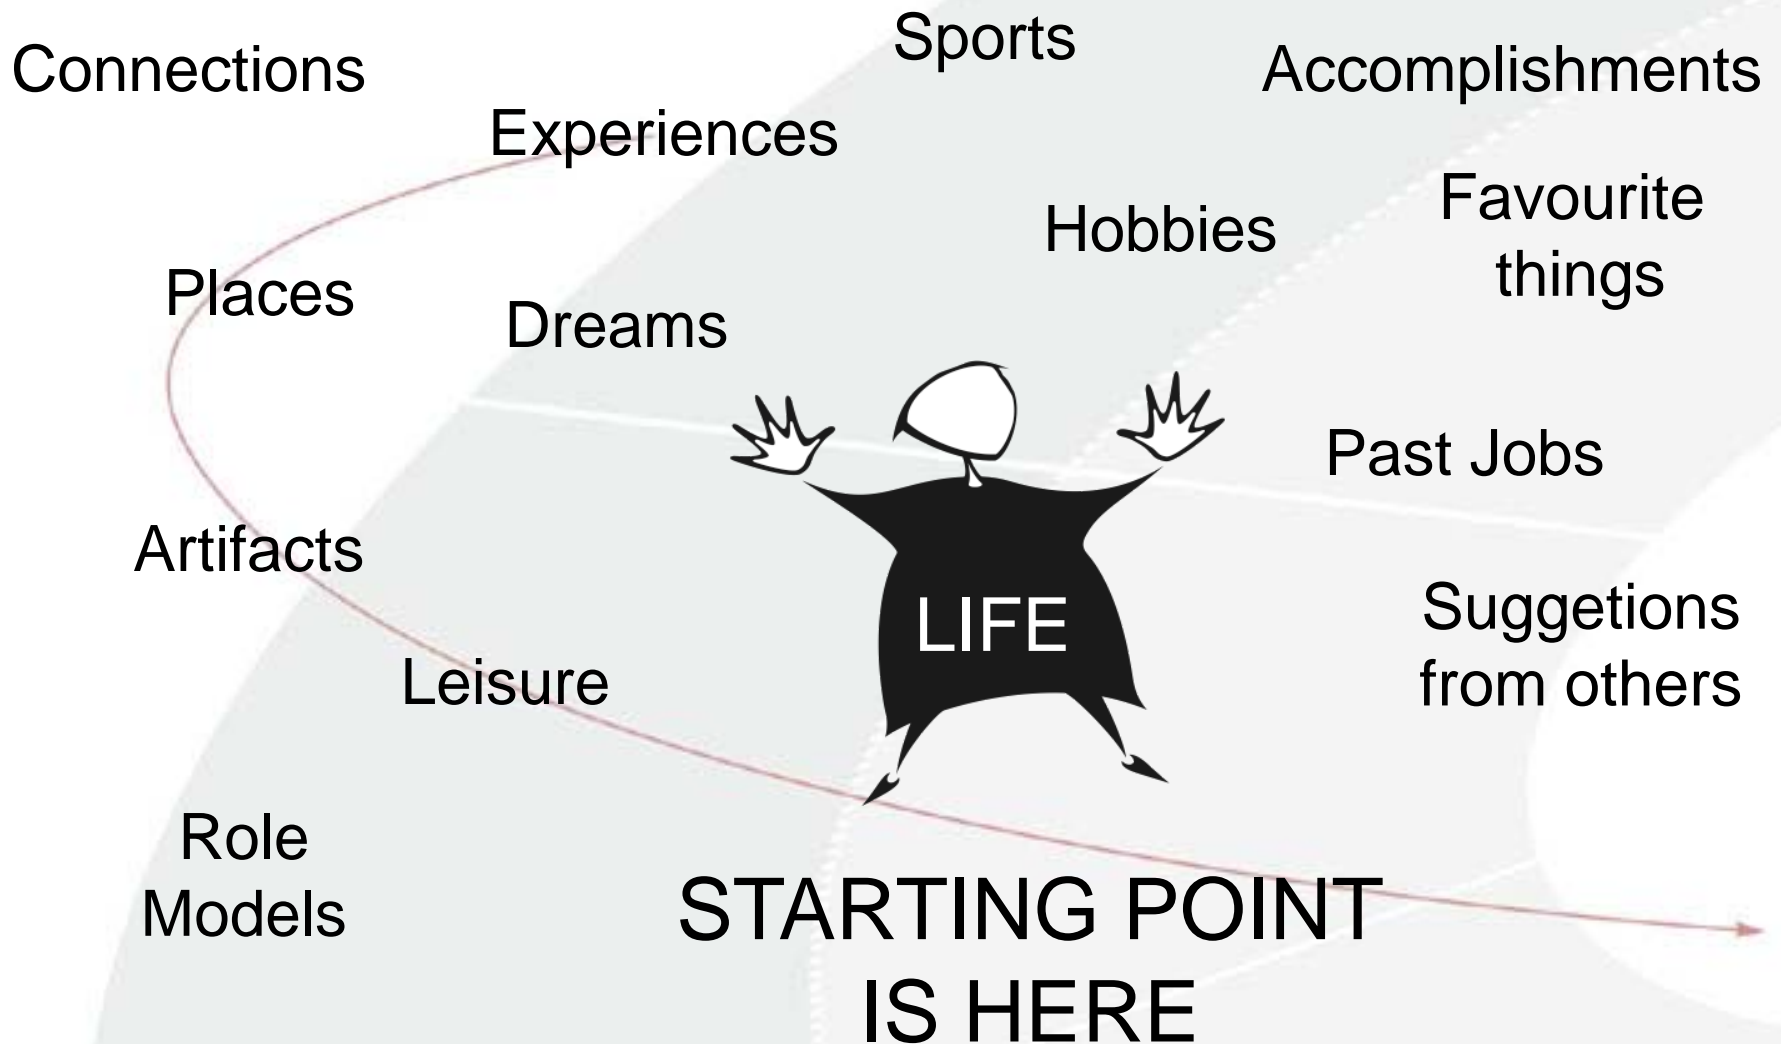 Sports
Connections
Accomplishments
Experiences
Favourite
things
Hobbies
Places
Dreams
Past Jobs
Artifacts
LIFE
Suggetions
from others
Leisure
Role
Models
STARTING POINT
IS HERE